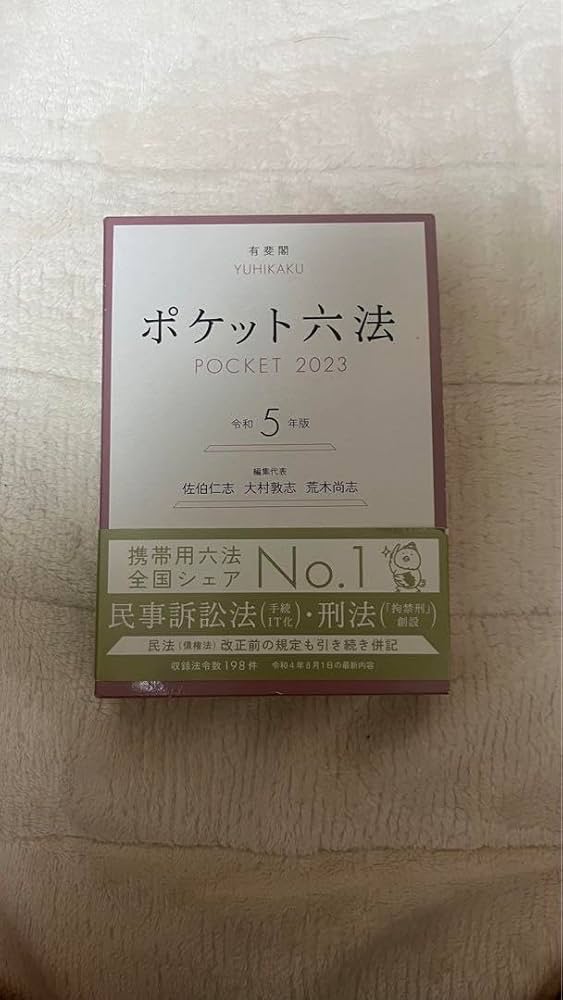 有斐閣
YUHIKAKU
ポケット六法
POCKET 2023
令和5年版
編集代表
佐伯仁志 大村敦志 荒木尚志
携帯用六法
全国シェア No.1
民事訴訟法(手続IT化)・刑法(「拘禁刑」創設)
民法(債権法)改正前の規定も引き続き併記
収録法令数198件 令和4年8月1日の最新内容